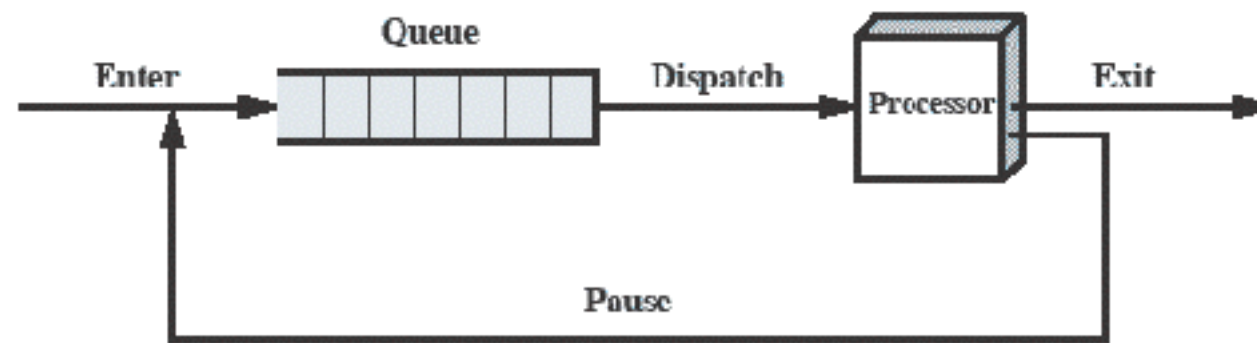 Queue
Enter
Dispatch
Processor
Exit
Pause